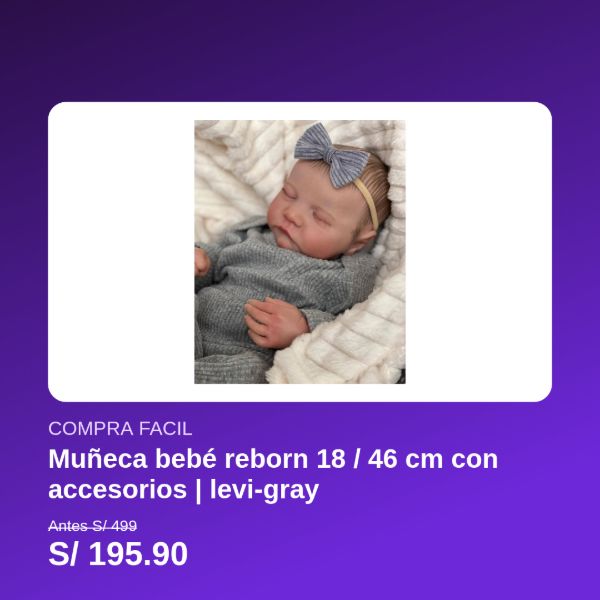 COMPRA FACIL
Muñeca bebé reborn 18 / 46 cm con
accesorios | levi-gray
Antes S/ 499
S/ 195.90